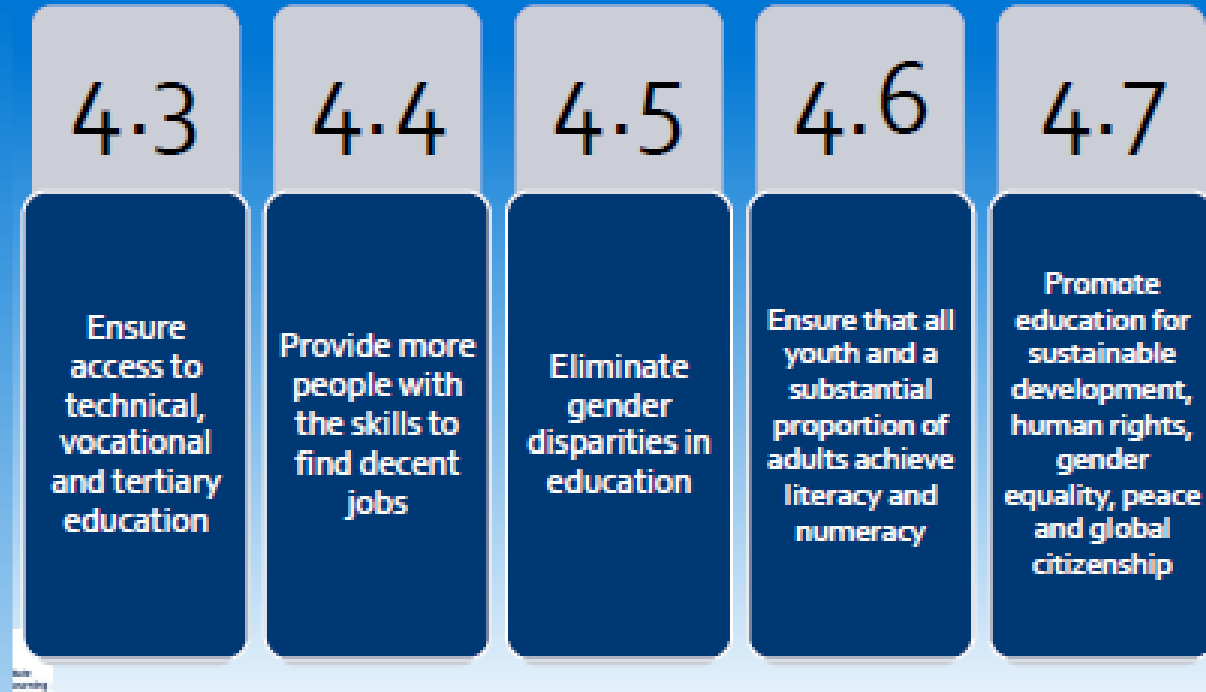 4.3
4.4
4.5
4.6
4.7
Ensure
access to
technical,
vocational
and tertiary
education
Provide more
people with
the skills to
find decent
jobs
Eliminate
gender
disparities in
education
Ensure that all
youth and a
substantial
proportion of
adults achieve
literacy and
numeracy
Promote
education for
sustainable
development,
human rights,
gender
equality, peace
and global
citizenship